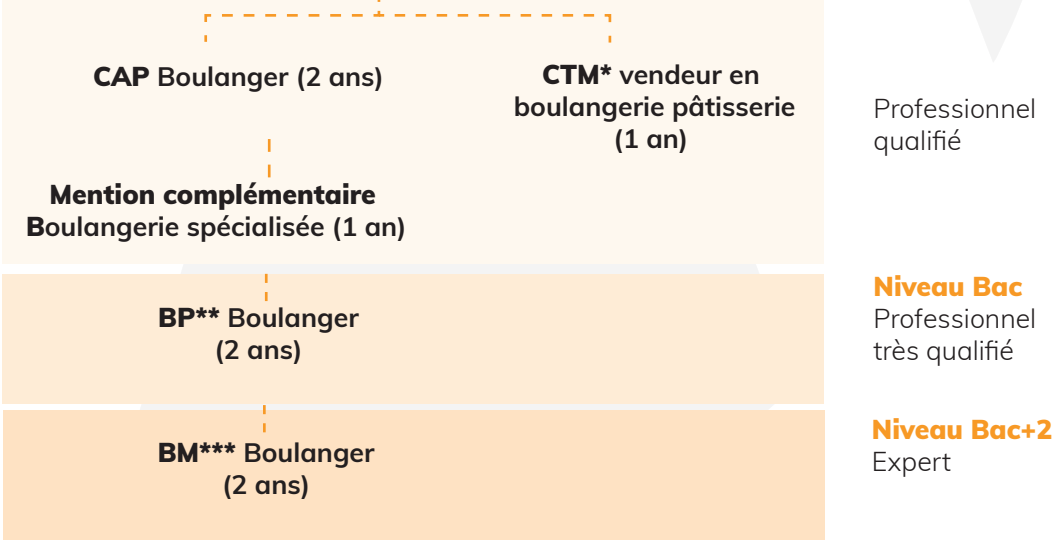 CAP Boulanger (2 ans)
CTM* vendeur en
boulangerie pâtisserie
(1 an)
Professionnel
qualifié
Mention complémentaire
Boulangerie spécialisée (1 an)
BP** Boulanger
(2 ans)
Niveau Bac
Professionnel
très qualifié
BM*** Boulanger
(2 ans)
Niveau Bac+2
Expert